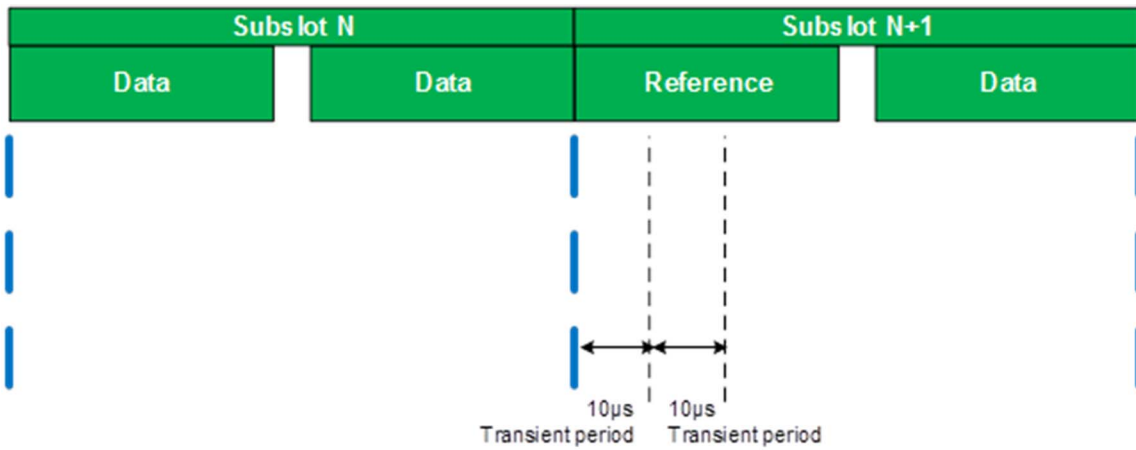 Subslot N
Subslot N+1
Data
Data
Reference
Data
10µs
Transient period
10µs
Transient period